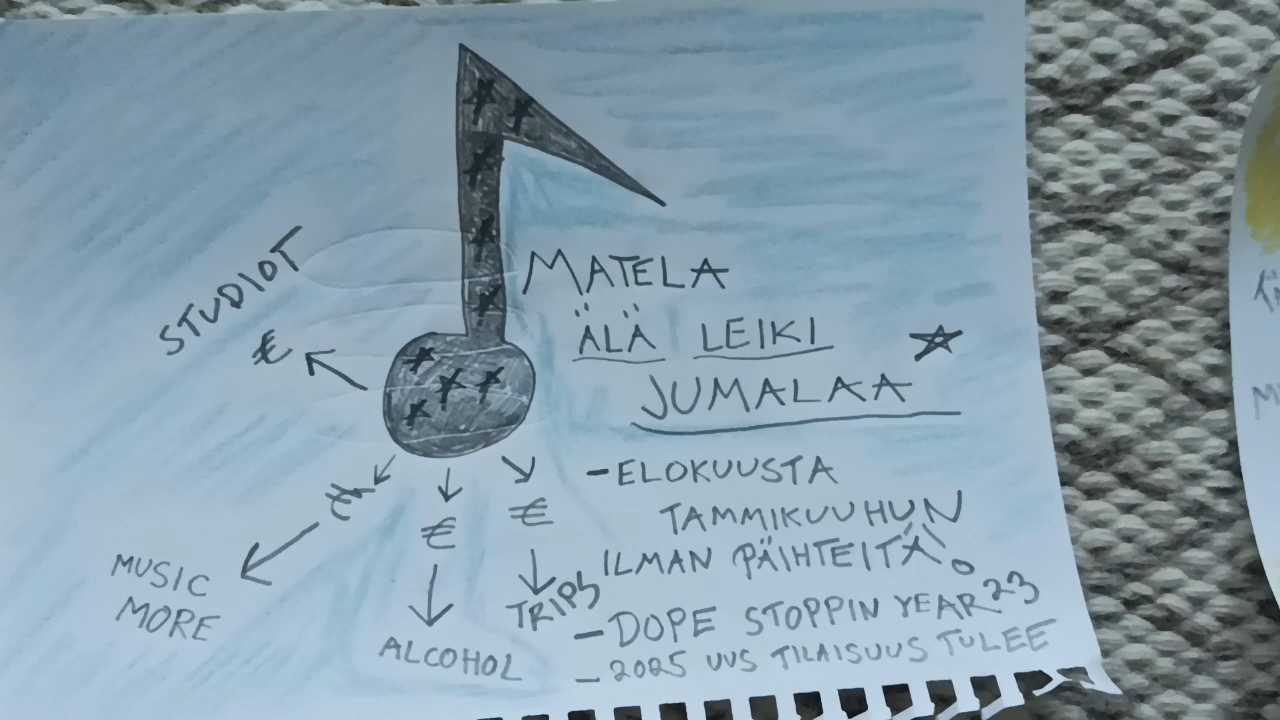 STUDIOT
€
MATELA
ÄLÄ LEIKI
JUMALAA
€
€
€
MUSIC
MORE
ALCOHOL
TRIPS
-ELOKUUSTA
TAMMIKUUHUN
ILMAN PÄIHTEITÄ!
-DOPE STOPPIN YEAR 23
-2025 UUS TILAISUUS TULEE